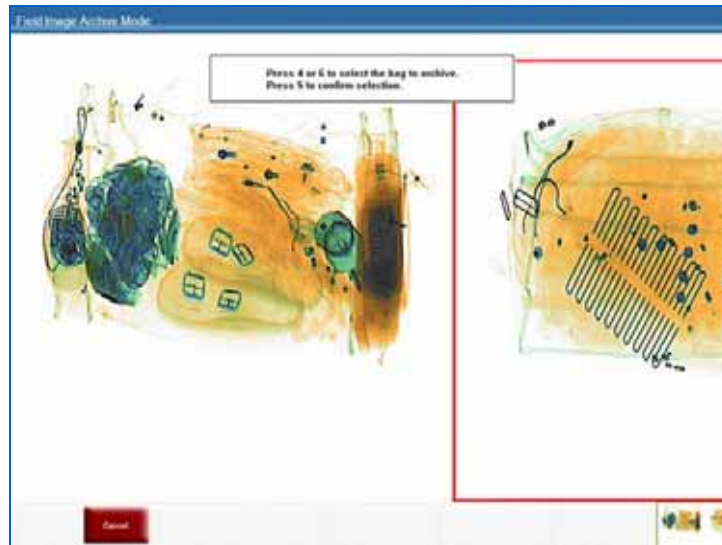 Field Image Archive Mode
Press 4 or 6 to select the bag to archive.
Press 5 to confirm selection.
Cancel